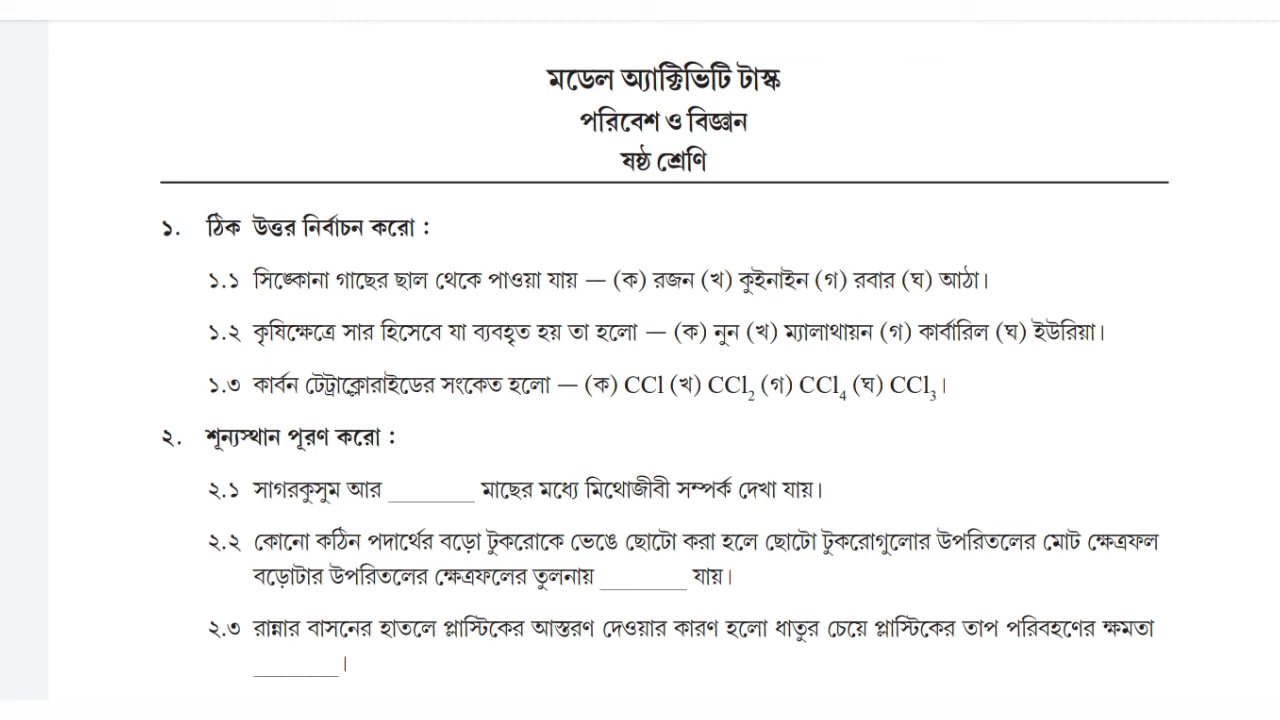 মডেল অ্যাক্টিভিটি টাস্ক
পরিবেশ ও বিজ্ঞান
ষষ্ঠ শ্রেণি
১. ঠিক উত্তর নির্বাচন করো :
১.১ সিঙ্কোনা গাছের ছাল থেকে পাওয়া যায় — (ক) রজন (খ) কুইনাইন (গ) রবার (ঘ) আঠা।
১.২ কৃষিক্ষেত্রে সার হিসেবে যা ব্যবহৃত হয় তা হলো — (ক) নুন (খ) ম্যালাথায়ন (গ) কার্বারিল (ঘ) ইউরিয়া।
১.৩ কার্বন টেট্রাক্লোরাইডের সংকেত হলো — (ক) CCl (খ) CCl₂ (গ) CCl₄ (ঘ) CCl₃।
২. শূন্যস্থান পূরণ করো :
২.১ সাগরকুসুম আর ________ মাছের মধ্যে মিথোজীবী সম্পর্ক দেখা যায়।
২.২ কোনো কঠিন পদার্থের বড়ো টুকরোকে ভেঙে ছোটো করা হলে ছোটো টুকরোগুলোর উপরিতলের মোট ক্ষেত্রফল
বড়োটার উপরিতলের ক্ষেত্রফলের তুলনায় ________ যায়।
২.৩ রান্নার বাসনের হাতলে প্লাস্টিকের আস্তরণ দেওয়ার কারণ হলো ধাতুর চেয়ে প্লাস্টিকের তাপ পরিবহণের ক্ষমতা
________।